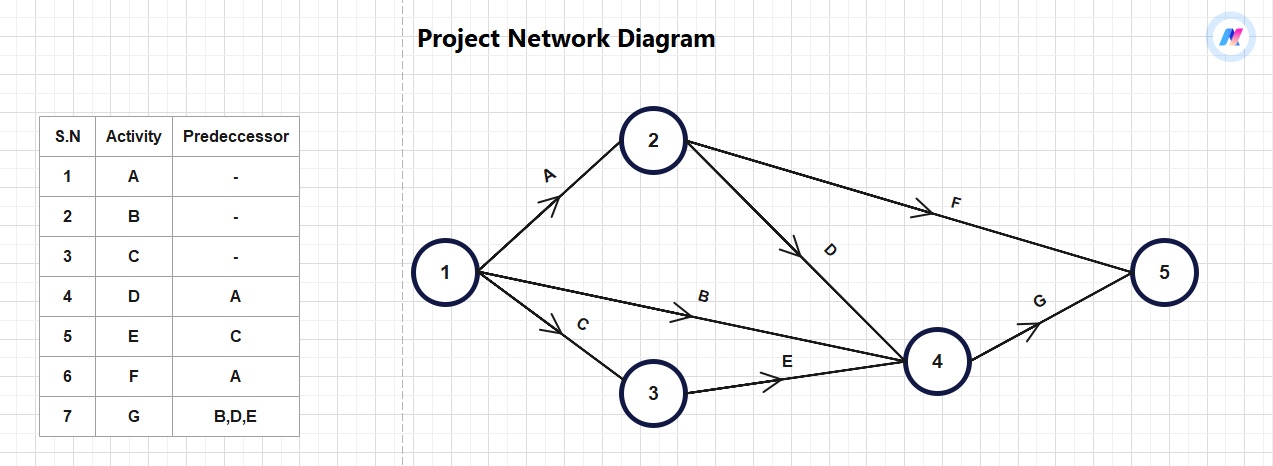 Project Network Diagram
S.N Activity Predeccessor
1 A -
2 B -
3 C -
4 D A
5 E C
6 F A
7 G B,D,E
2
A
F
D
1
5
B
G
C
E
4
3